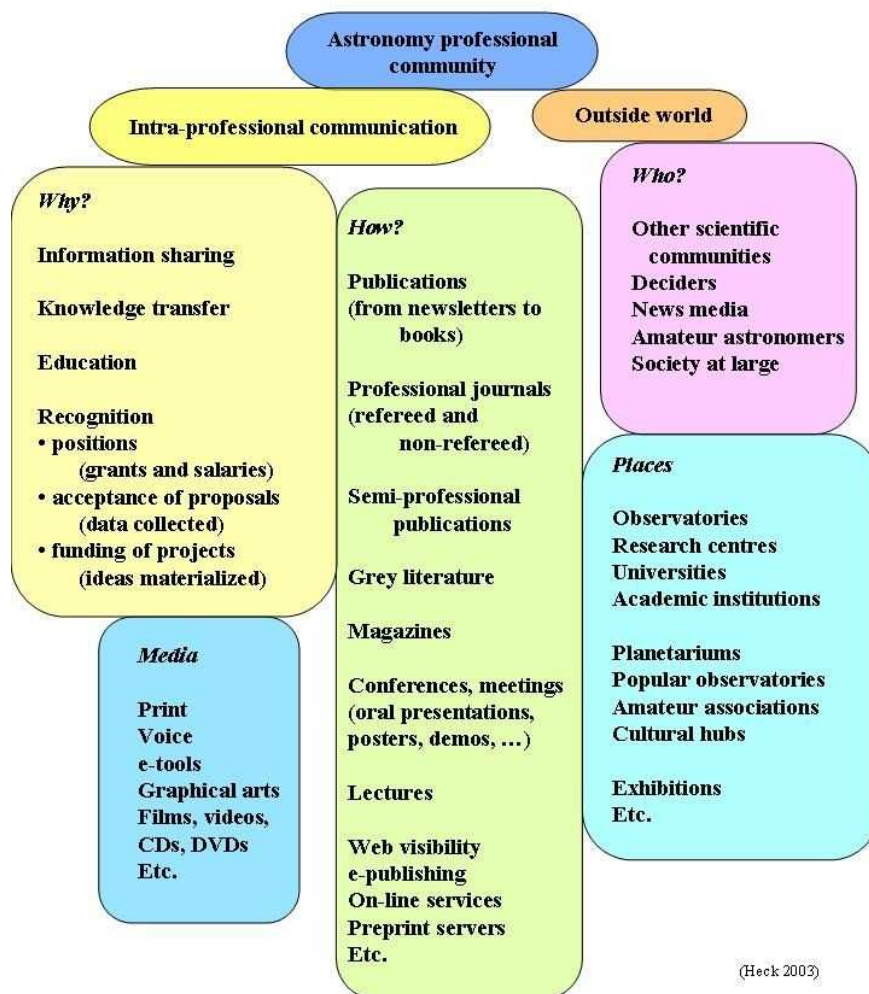 Astronomy professional
community
Intra-professional communication
Outside world
Why?
Information sharing
Knowledge transfer
Education
Recognition
• positions
(grants and salaries)
• acceptance of proposals
(data collected)
• funding of projects
(ideas materialized)
Media
Print
Voice
e-tools
Graphical arts
Films, videos,
CDs, DVDs
Etc.
How?
Publications
(from newsletters to
books)
Professional journals
(refereed and
non-refereed)
Semi-professional
publications
Grey literature
Magazines
Conferences, meetings
(oral presentations,
posters, demos, …)
Lectures
Web visibility
e-publishing
On-line services
Preprint servers
Etc.
Who?
Other scientific
communities
Deciders
News media
Amateur astronomers
Society at large
Places
Observatories
Research centres
Universities
Academic institutions
Planetariums
Popular observatories
Amateur associations
Cultural hubs
Exhibitions
Etc.
(Heck 2003)